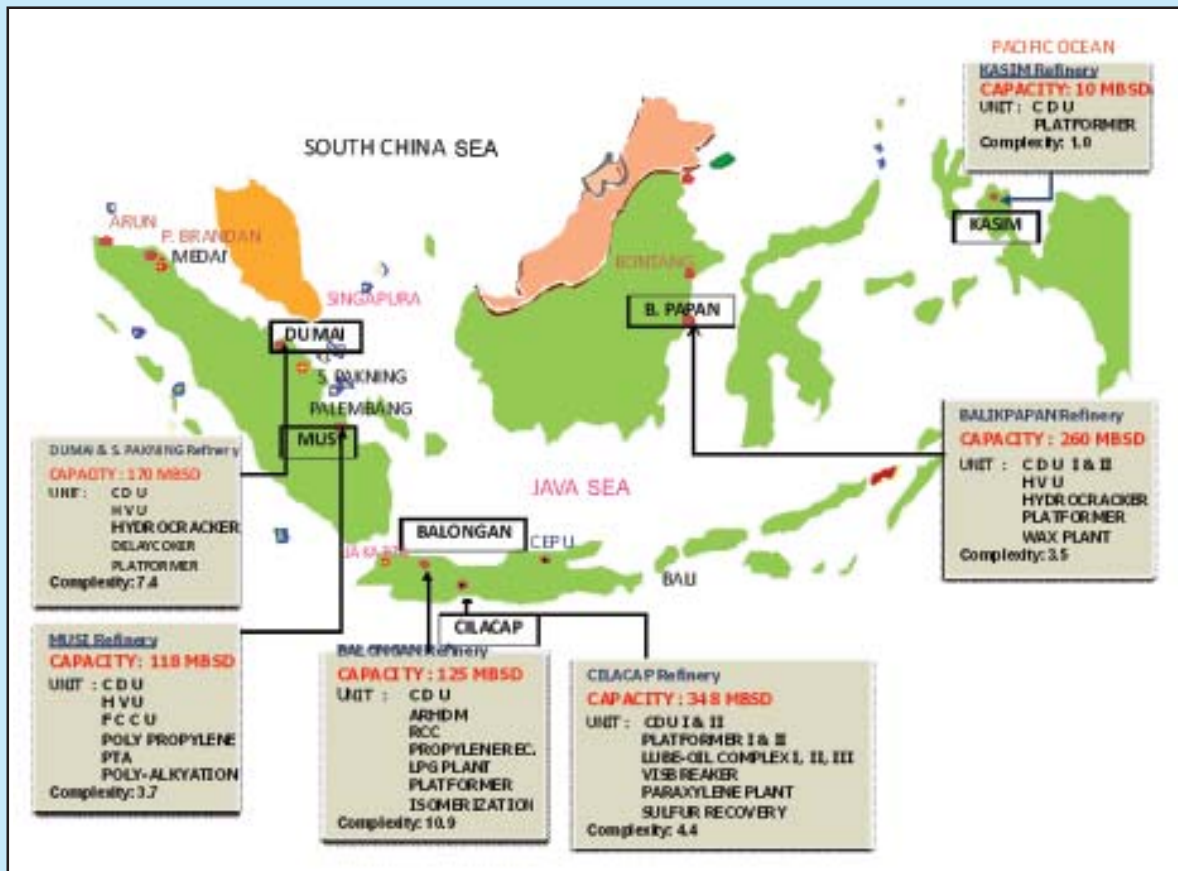 PACIFIC OCEAN
KASIM Refinery
CAPACITY: 10 MBSD
UNIT : C D U
PLATFORMER
Complexity: 1.0
KASIM
SOUTH CHINA SEA
ARUN
P. BRANDAN
MEDAI
SINGAPURA
DUMAI
S. PAKNING
PALEMBANG
MUSI
BONTANG
B. PAPAN
JAVA SEA
BALONGAN
JAKARTA
CEPU
BALI
CILACAP
DUMAI & S. PAKNING Refinery
CAPACITY : 170 MBSD
UNIT : C D U
H V U
HYDROCRACKER
DELAYCOKER
PLATFORMER
Complexity: 7.4
MUSI Refinery
CAPACITY: 118 MBSD
UNIT : C D U
H V U
F C C U
POLY PROPYLENE
PTA
POLY-ALKYATION
Complexity: 3.7
BALONGAN Refinery
CAPACITY : 125 MBSD
UNIT : C D U
ARHDM
RCC
PROPYLENE REC.
LPG PLANT
PLATFORMER
ISOMERIZATION
Complexity: 10.9
CILACAP Refinery
CAPACITY : 348 MBSD
UNIT : CDU I & II
PLATFORMER I & II
LUBE-OIL COMPLEX I, II, III
VISBREAKER
PARAXYLENE PLANT
SULFUR RECOVERY
Complexity: 4.4
BALIKPAPAN Refinery
CAPACITY : 260 MBSD
UNIT : C D U I & II
H V U
HYDROCRACKER
PLATFORMER
WAX PLANT
Complexity: 3.5